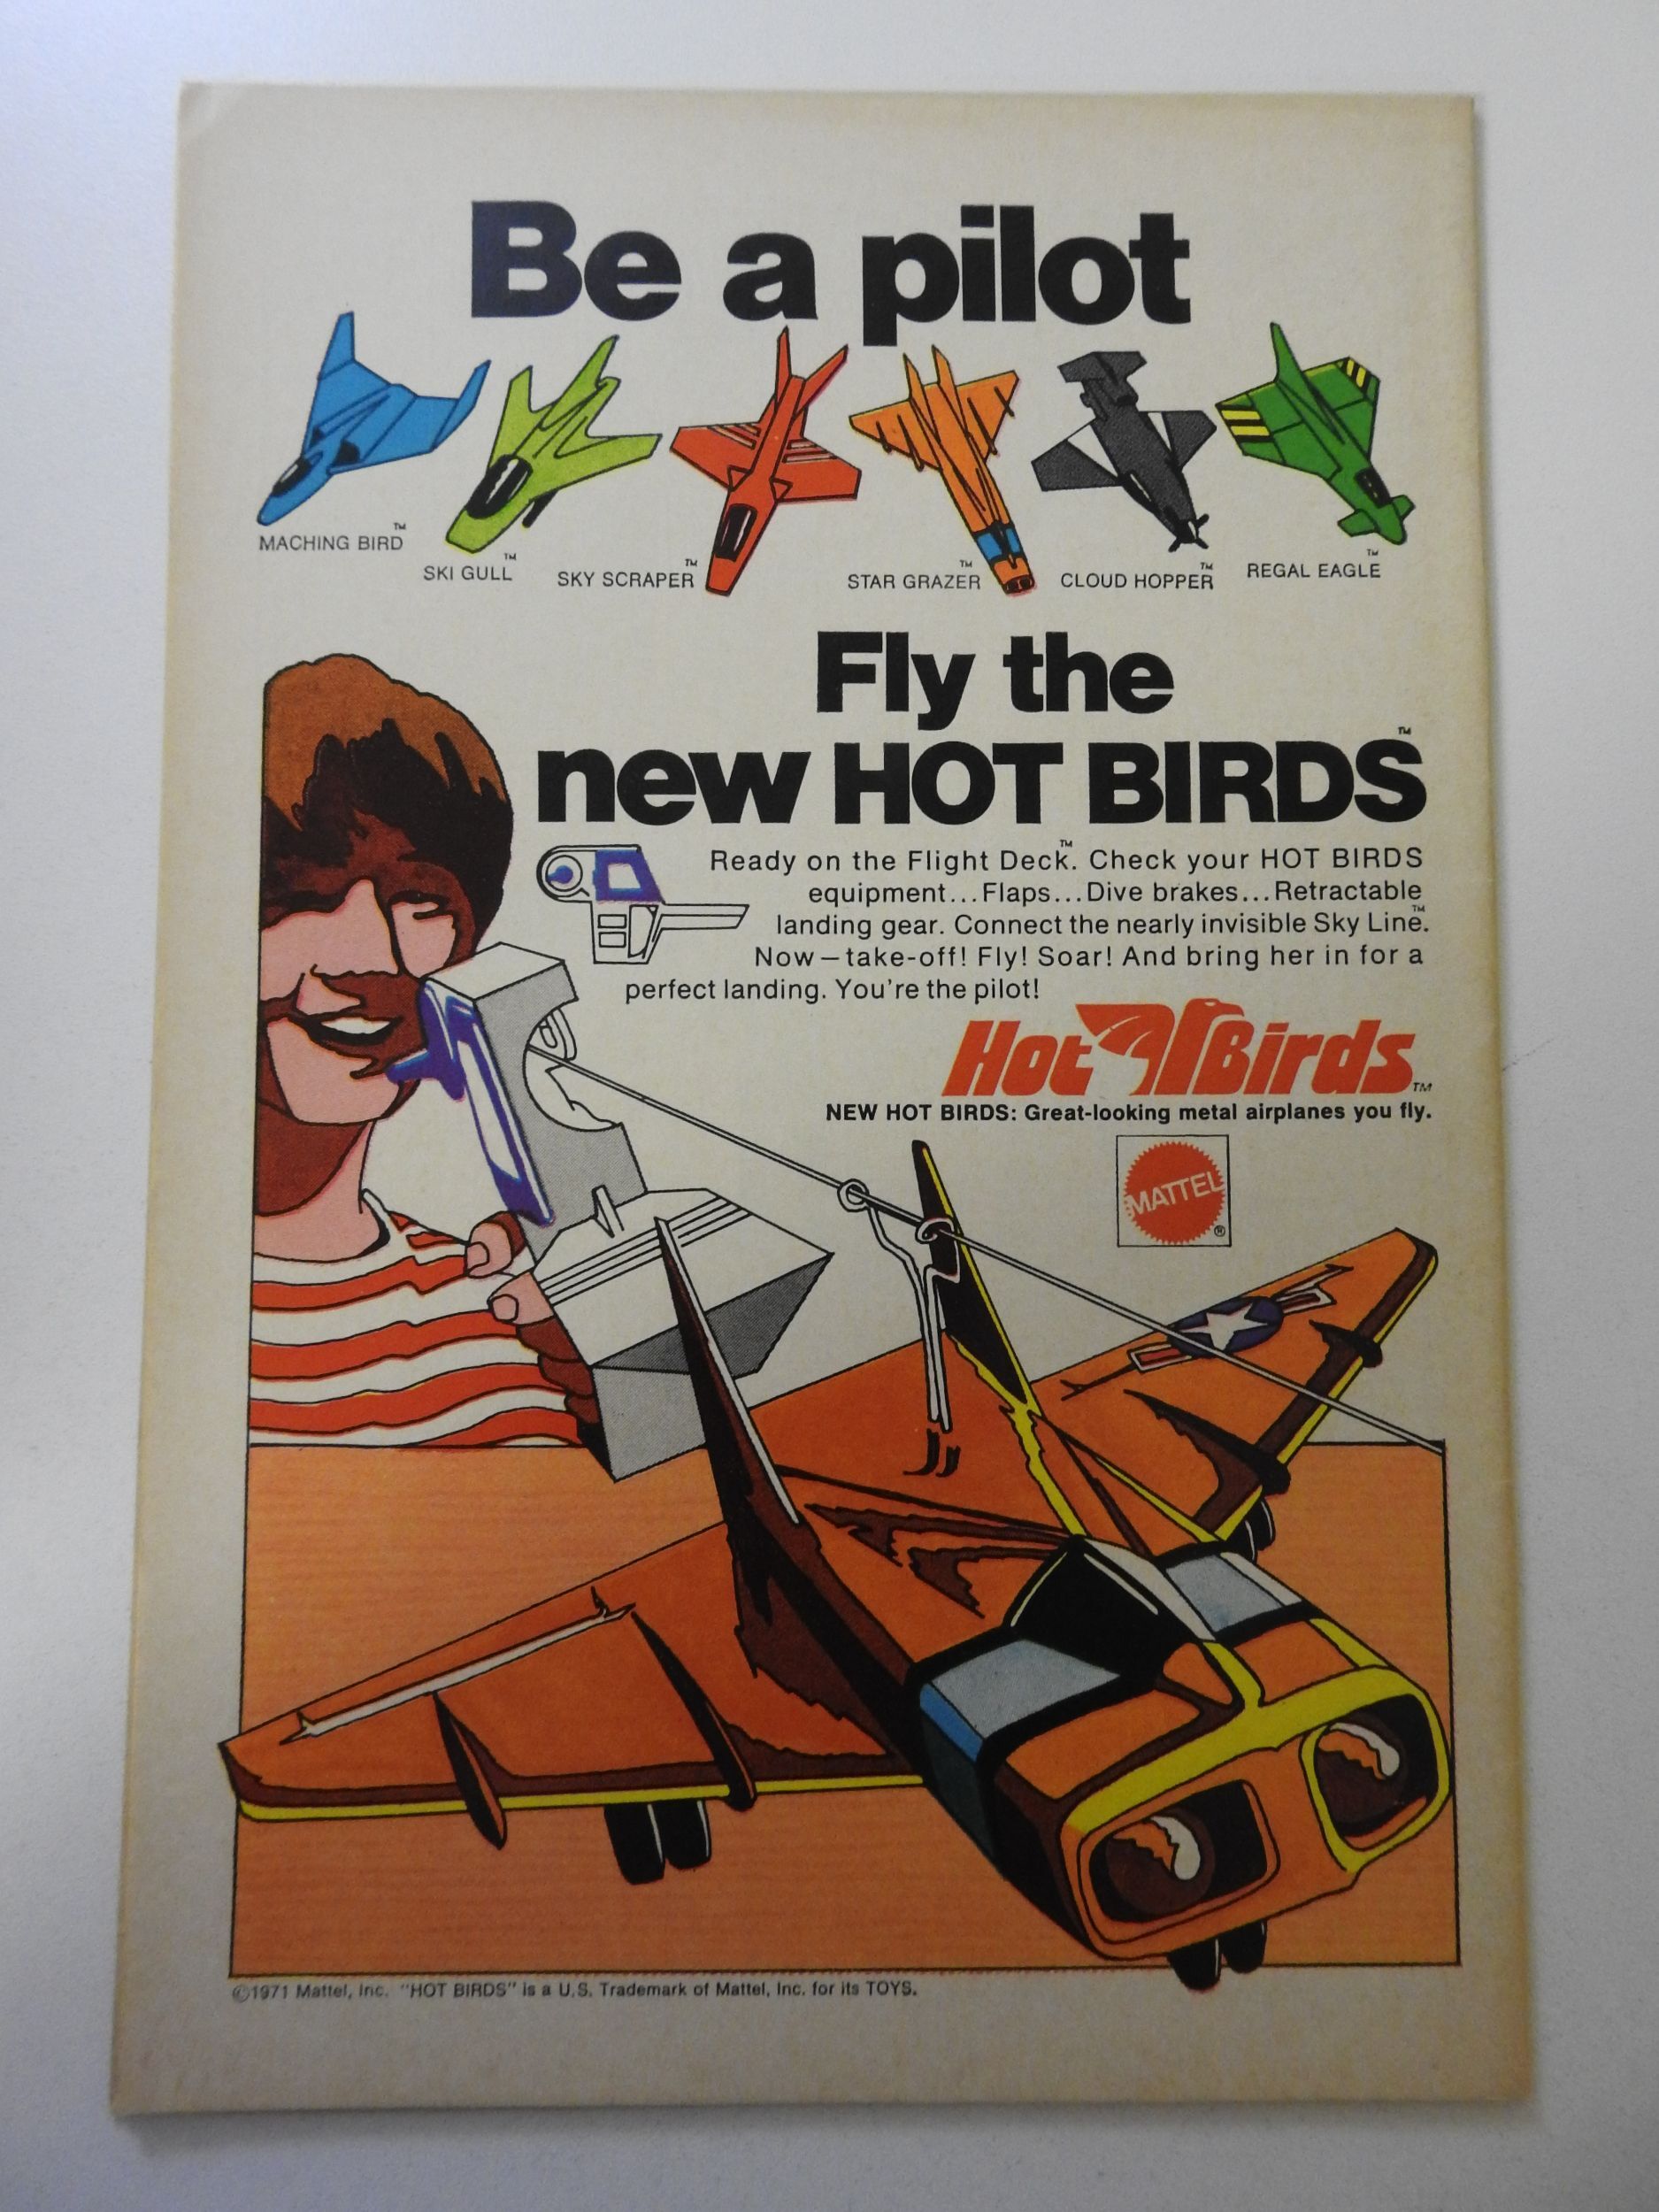 Be a pilot
MACHING BIRD™
SKI GULL™
SKY SCRAPER™
STAR GRAZER™
CLOUD HOPPER™
REGAL EAGLE™
Fly the
new HOT BIRDS™
Ready on the Flight Deck™. Check your HOT BIRDS
equipment...Flaps...Dive brakes...Retractable
landing gear. Connect the nearly invisible Sky Line™.
Now—take-off! Fly! Soar! And bring her in for a
perfect landing. You're the pilot!
Hot Birds™
NEW HOT BIRDS: Great-looking metal airplanes you fly.
MATTEL®
©1971 Mattel, Inc. "HOT BIRDS" is a U.S. Trademark of Mattel, Inc. for its TOYS.